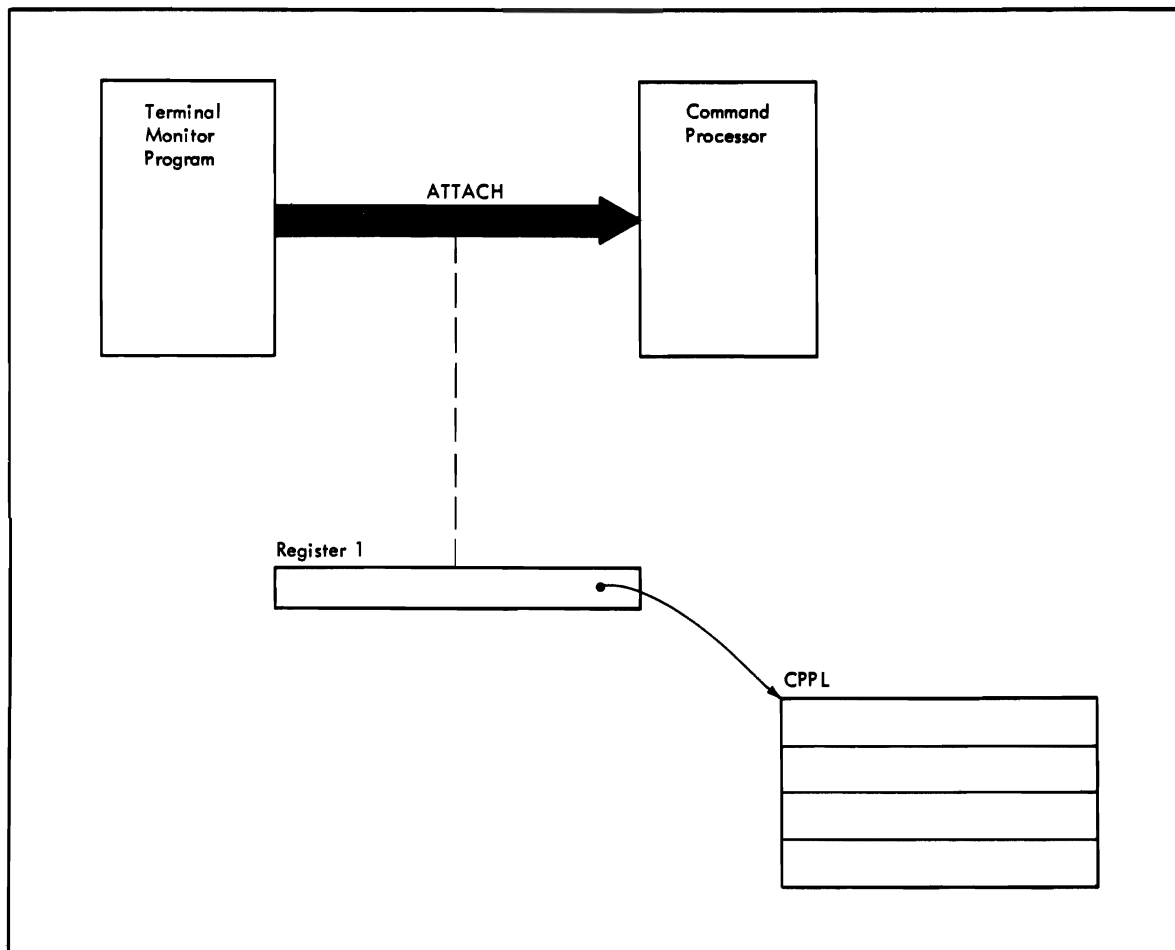 Terminal
Monitor
Program
Command
Processor
ATTACH
Register 1
CPPL